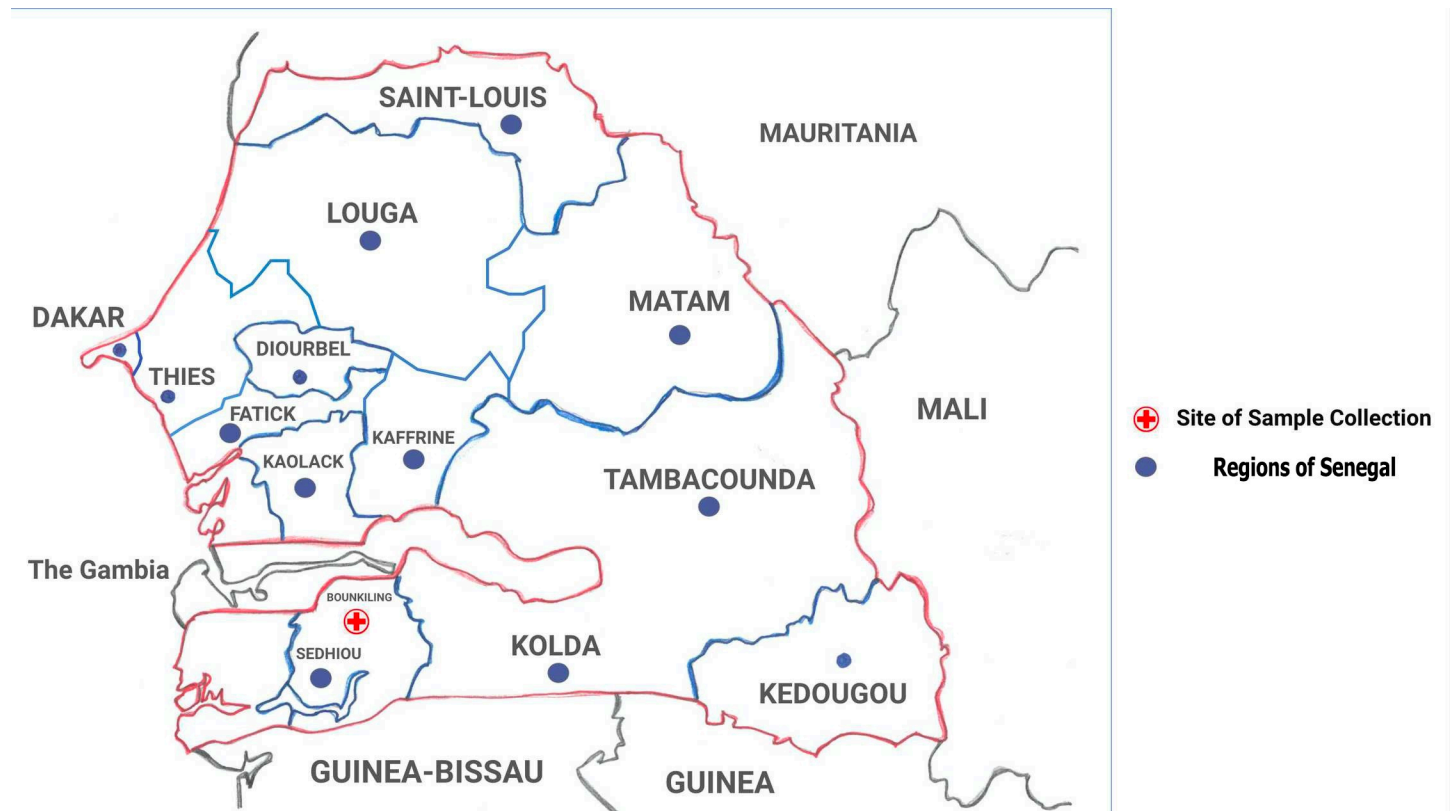 SAINT-LOUIS
MAURITANIA
LOUGA
MATAM
DAKAR
DIOURBEL
THIES
FATICK
MALI
KAFFRINE
KAOLACK
TAMBACOUNDA
The Gambia
BOUNKILING
SEDHIOU
KOLDA
KEDOUGOU
GUINEA-BISSAU
GUINEA
Site of Sample Collection
Regions of Senegal